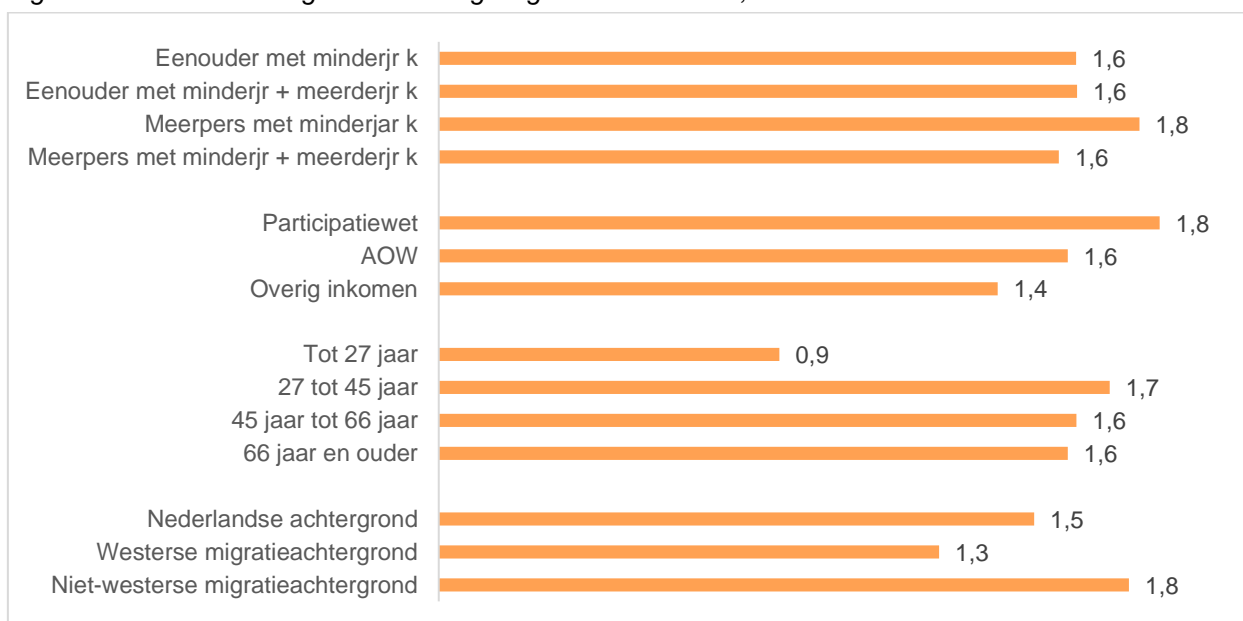 Eenouder met minderjr k 1,6
Eenouder met minderjr + meerderjr k 1,6
Meerpers met minderjar k 1,8
Meerpers met minderjr + meerderjr k 1,6
Participatiewet 1,8
AOW 1,6
Overig inkomen 1,4
Tot 27 jaar 0,9
27 tot 45 jaar 1,7
45 jaar tot 66 jaar 1,6
66 jaar en ouder 1,6
Nederlandse achtergrond 1,5
Westerse migratieachtergrond 1,3
Niet-westerse migratieachtergrond 1,8